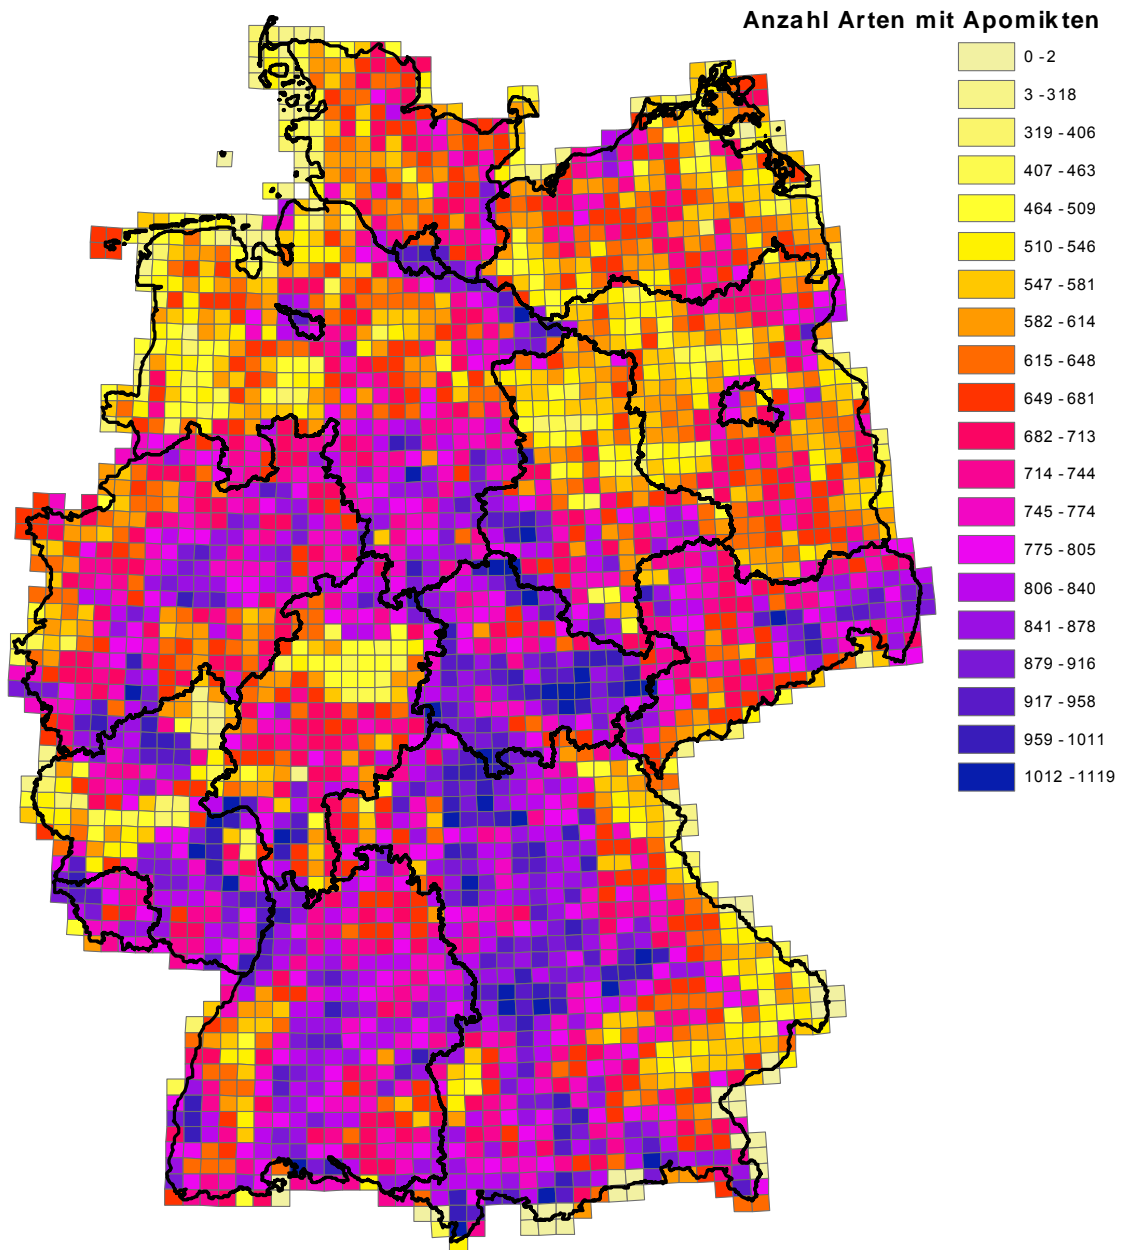 Anzahl Arten mit Apomikten
0 - 2
3 - 318
319 - 406
407 - 463
464 - 509
510 - 546
547 - 581
582 - 614
615 - 648
649 - 681
682 - 713
714 - 744
745 - 774
775 - 805
806 - 840
841 - 878
879 - 916
917 - 958
959 - 1011
1012 - 1119